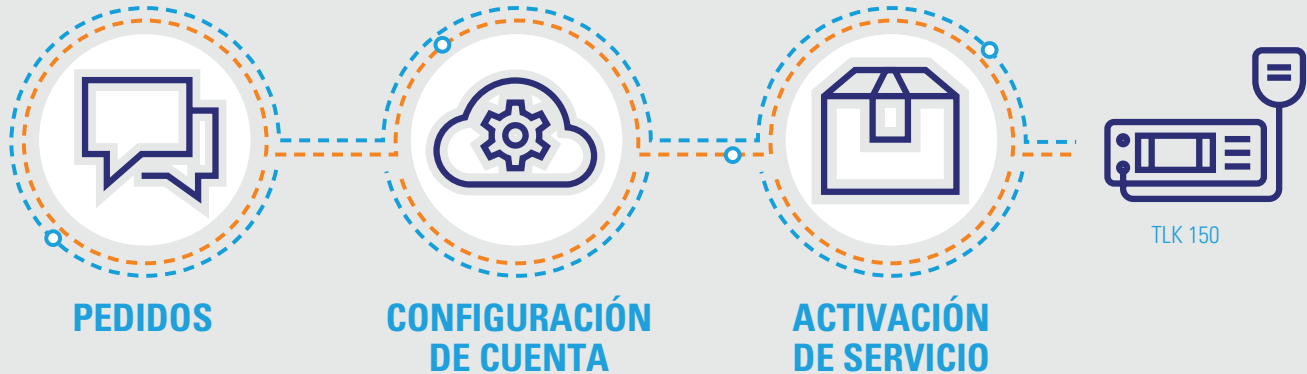 TLK 150
PEDIDOS
CONFIGURACIÓN
DE CUENTA
ACTIVACIÓN
DE SERVICIO